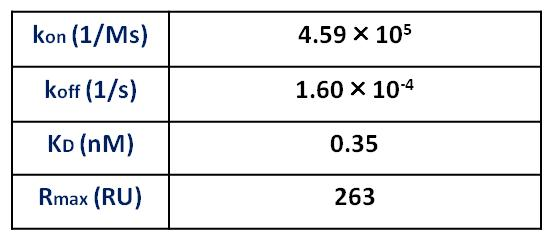 kon (1/Ms) 4.59 × 10⁵
koff (1/s) 1.60 × 10⁻⁴
KD (nM) 0.35
Rmax (RU) 263